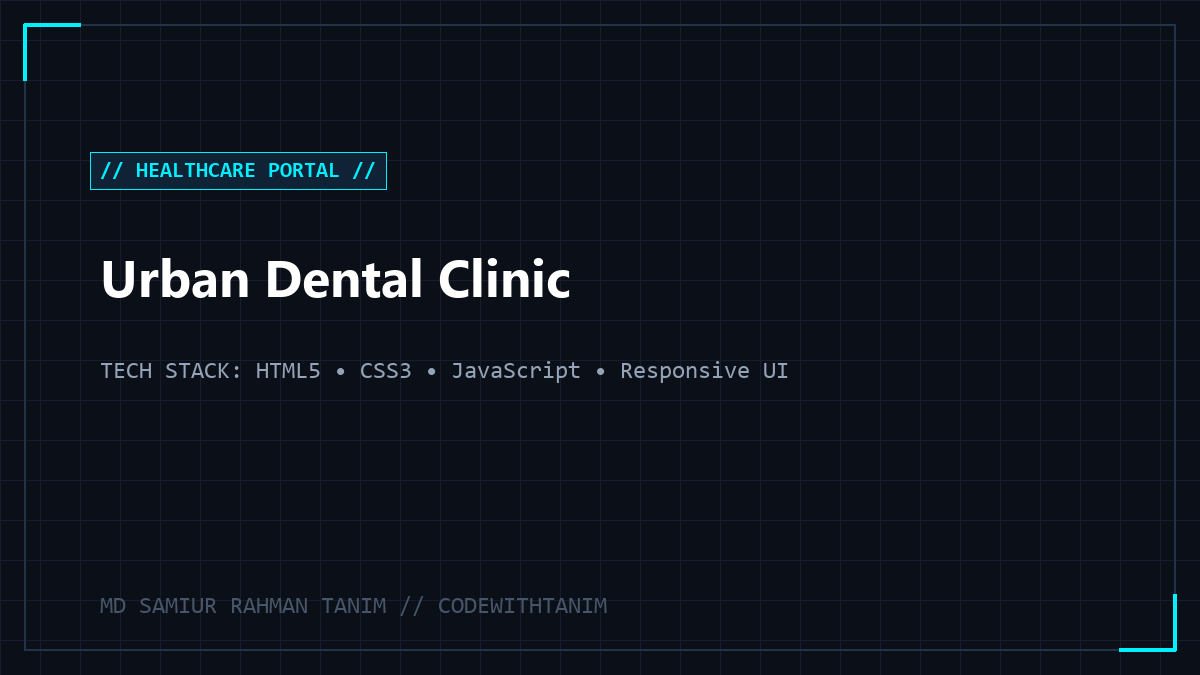 // HEALTHCARE PORTAL //
Urban Dental Clinic
TECH STACK: HTML5 • CSS3 • JavaScript • Responsive UI
MD SAMIUR RAHMAN TANIM // CODEWITHTANIM